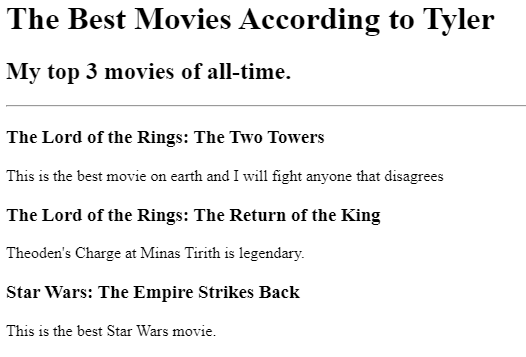 The Best Movies According to Tyler
My top 3 movies of all-time.
The Lord of the Rings: The Two Towers
This is the best movie on earth and I will fight anyone that disagrees
The Lord of the Rings: The Return of the King
Theoden's Charge at Minas Tirith is legendary.
Star Wars: The Empire Strikes Back
This is the best Star Wars movie.